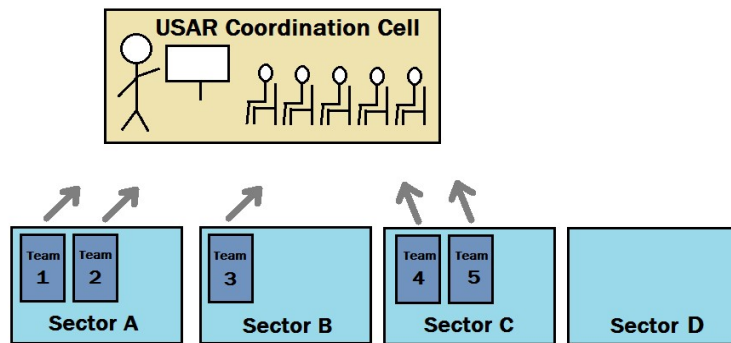 USAR Coordination Cell
Team 1
Team 2
Team 3
Team 4
Team 5
Sector A
Sector B
Sector C
Sector D